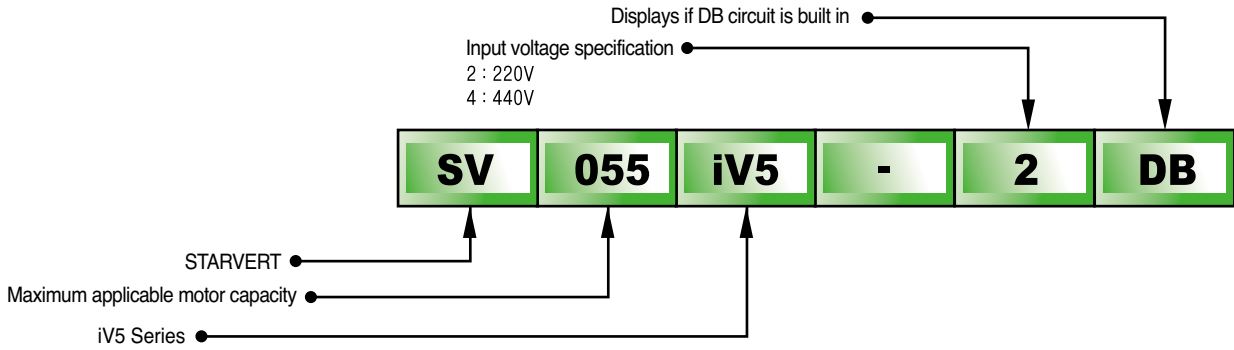 Displays if DB circuit is built in
Input voltage specification
2 : 220V
4 : 440V
SV 055 iV5 - 2 DB
STARVERT
Maximum applicable motor capacity
iV5 Series